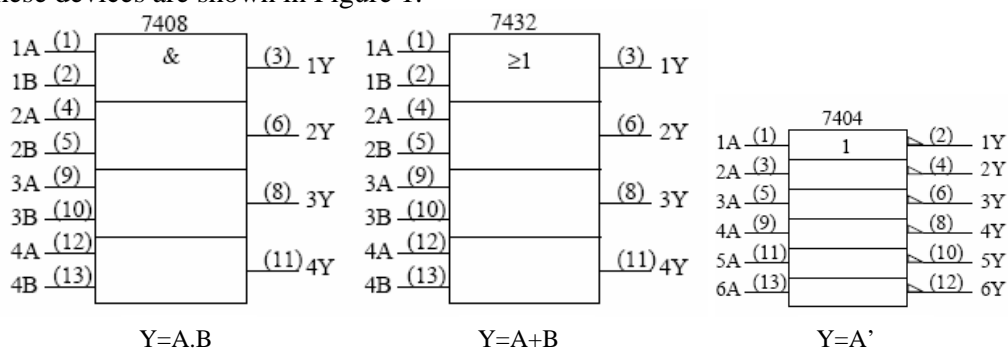 these devices are shown in Figure 1.
7408
&
1A (1)
1B (2)
2A (4)
2B (5)
3A (9)
3B (10)
4A (12)
4B (13)
(3) 1Y
(6) 2Y
(8) 3Y
(11) 4Y
Y=A.B
7432
≥1
1A (1)
1B (2)
2A (4)
2B (5)
3A (9)
3B (10)
4A (12)
4B (13)
(3) 1Y
(6) 2Y
(8) 3Y
(11) 4Y
Y=A+B
7404
1
1A (1)
2A (3)
3A (5)
4A (9)
5A (11)
6A (13)
(2) 1Y
(4) 2Y
(6) 3Y
(8) 4Y
(10) 5Y
(12) 6Y
Y=A’